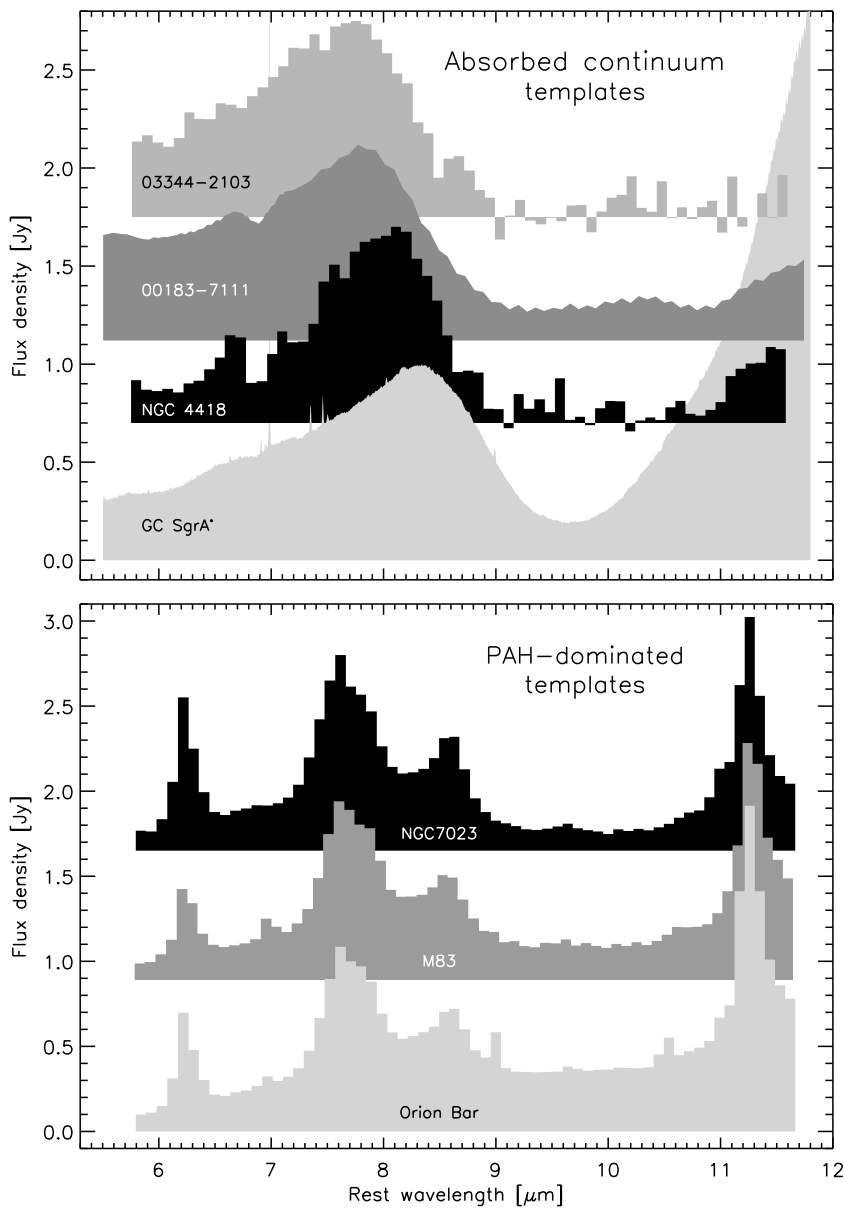 Absorbed continuum
templates
2.5
2.0
1.5
1.0
0.5
0.0
Flux density [Jy]
03344-2103
00183-7111
NGC 4418
GC SgrA*
PAH-dominated
templates
3.0
2.5
2.0
1.5
1.0
0.5
0.0
Flux density [Jy]
NGC7023
M83
Orion Bar
6 7 8 9 10 11 12
Rest wavelength [μm]